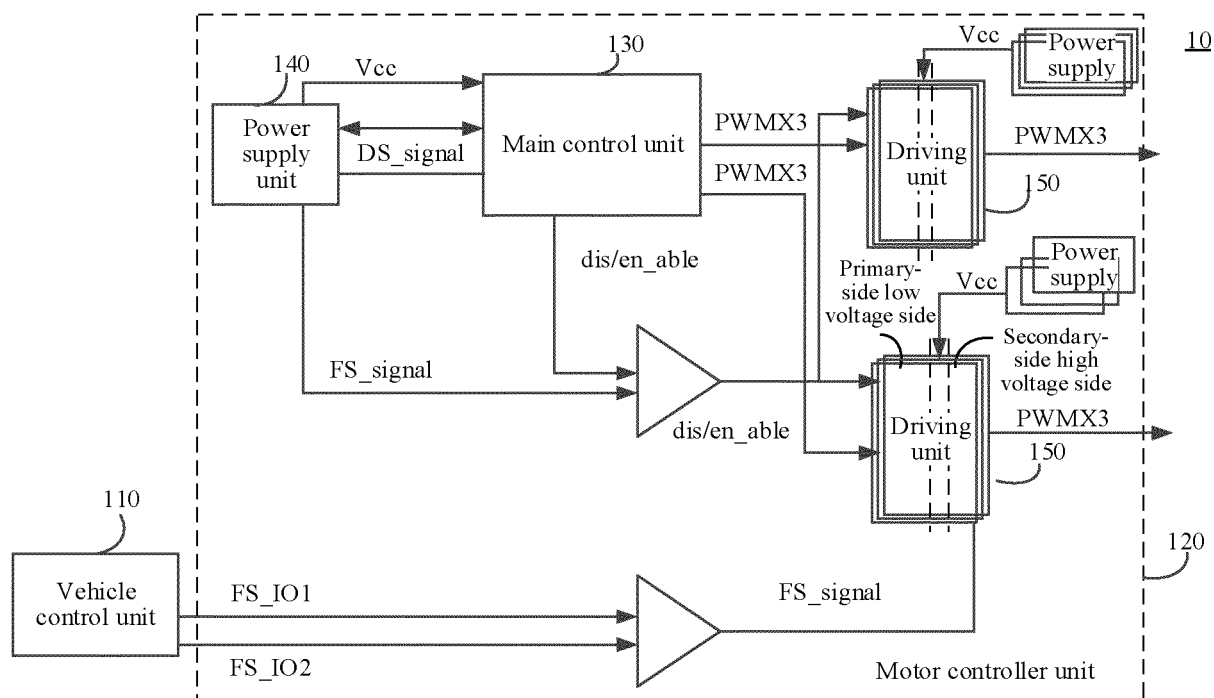 10
Vcc
Power
supply
130
140
Vcc
Power
supply
unit
DS_signal
Main control unit
PWMX3
PWMX3
Driving
unit
PWMX3
150
dis/en_able
Primary-
side low
voltage side
Vcc
Power
supply
FS_signal
Secondary-
side high
voltage side
dis/en_able
Driving
unit
PWMX3
150
110
120
Vehicle
control unit
FS_IO1
FS_IO2
FS_signal
Motor controller unit